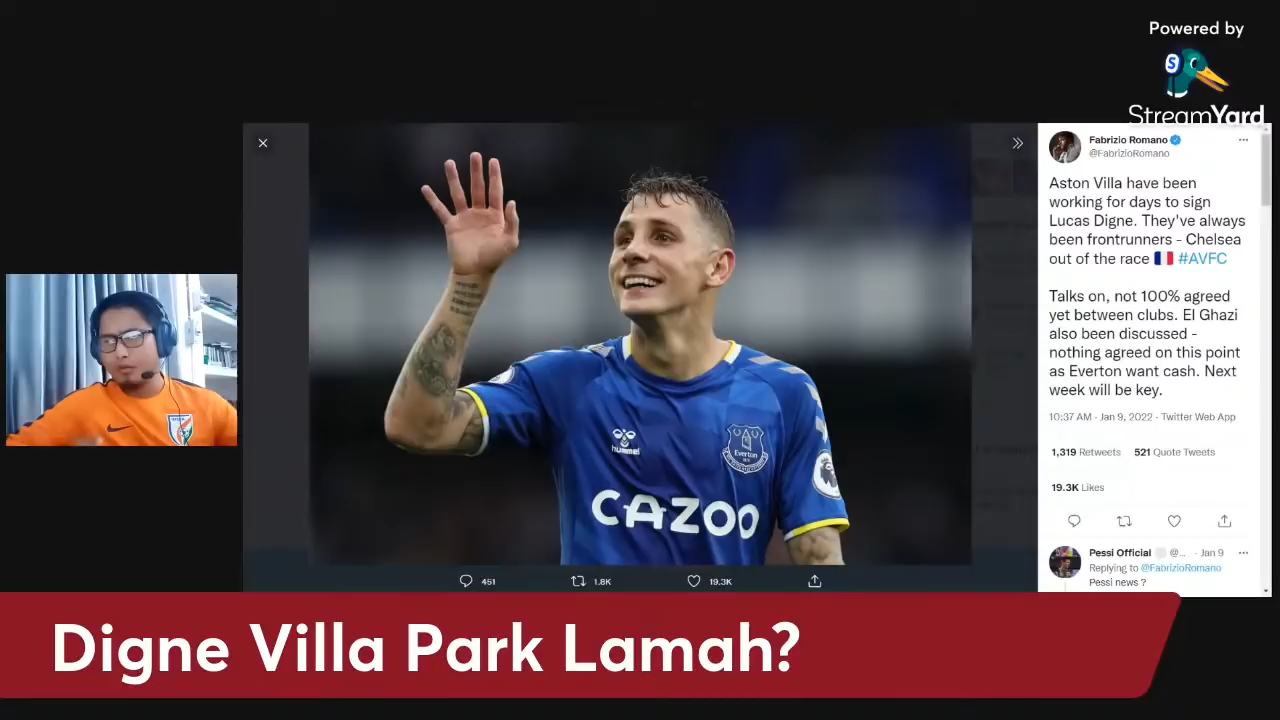 Powered by
StreamYard
Fabrizio Romano
@FabrizioRomano
Aston Villa have been
working for days to sign
Lucas Digne. They've always
been frontrunners - Chelsea
out of the race 🇫🇷 #AVFC
Talks on, not 100% agreed
yet between clubs. El Ghazi
also been discussed -
nothing agreed on this point
as Everton want cash. Next
week will be key.
10:37 AM · Jan 9, 2022 · Twitter Web App
1,319 Retweets 521 Quote Tweets
19.3K Likes
Pessi Official @... · Jan 9
Replying to @FabrizioRomano
Pessi news ?
hummel
Everton
CAZOO
451
1.8K
19.3K
Digne Villa Park Lamah?